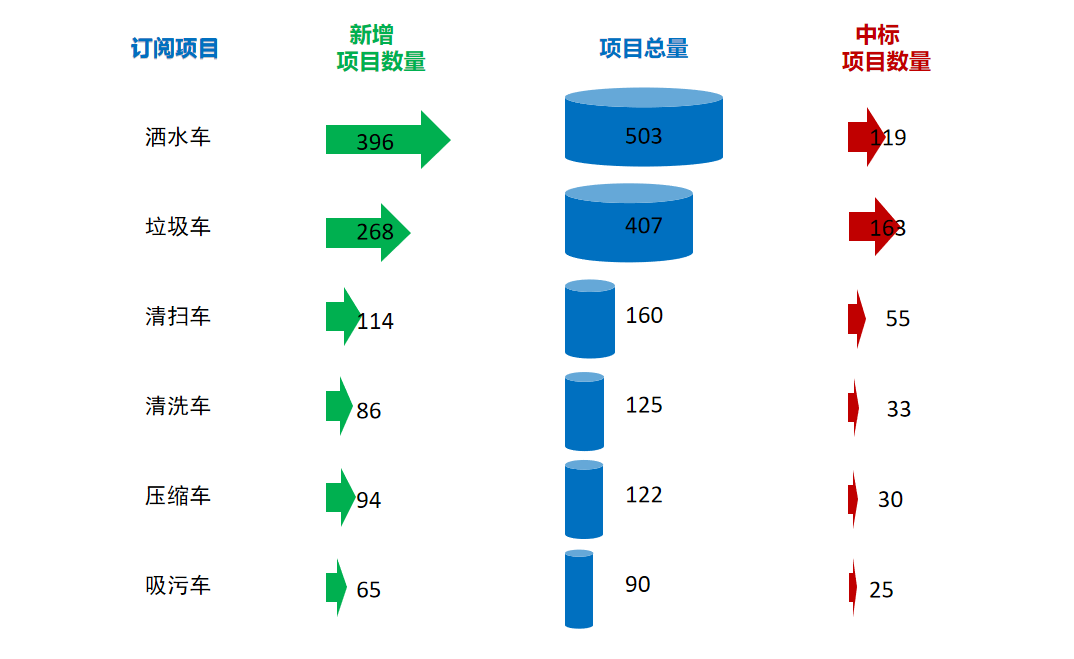 订阅项目
新增
项目数量
项目总量
中标
项目数量
洒水车 396 503 119
垃圾车 268 407 163
清扫车 114 160 55
清洗车 86 125 33
压缩车 94 122 30
吸污车 65 90 25